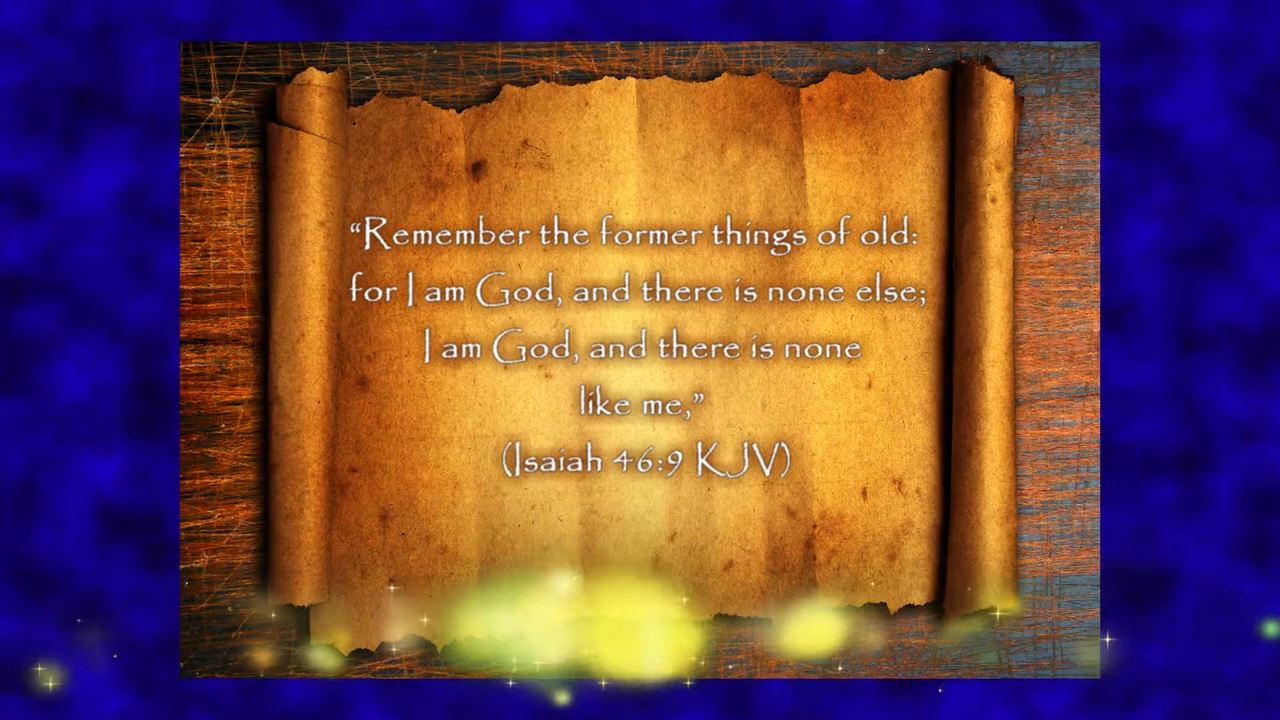 “Remember the former things of old:
for I am God, and there is none else;
I am God, and there is none
like me,”
(Isaiah 46:9 KJV)